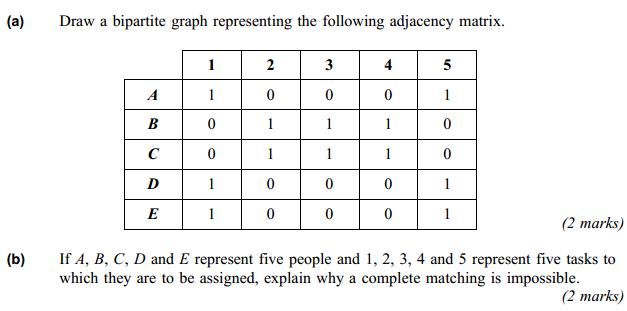 (a) Draw a bipartite graph representing the following adjacency matrix.
1 2 3 4 5
A 1 0 0 0 1
B 0 1 1 1 0
C 0 1 1 1 0
D 1 0 0 0 1
E 1 0 0 0 1
(2 marks)
(b) If A, B, C, D and E represent five people and 1, 2, 3, 4 and 5 represent five tasks to
which they are to be assigned, explain why a complete matching is impossible.
(2 marks)